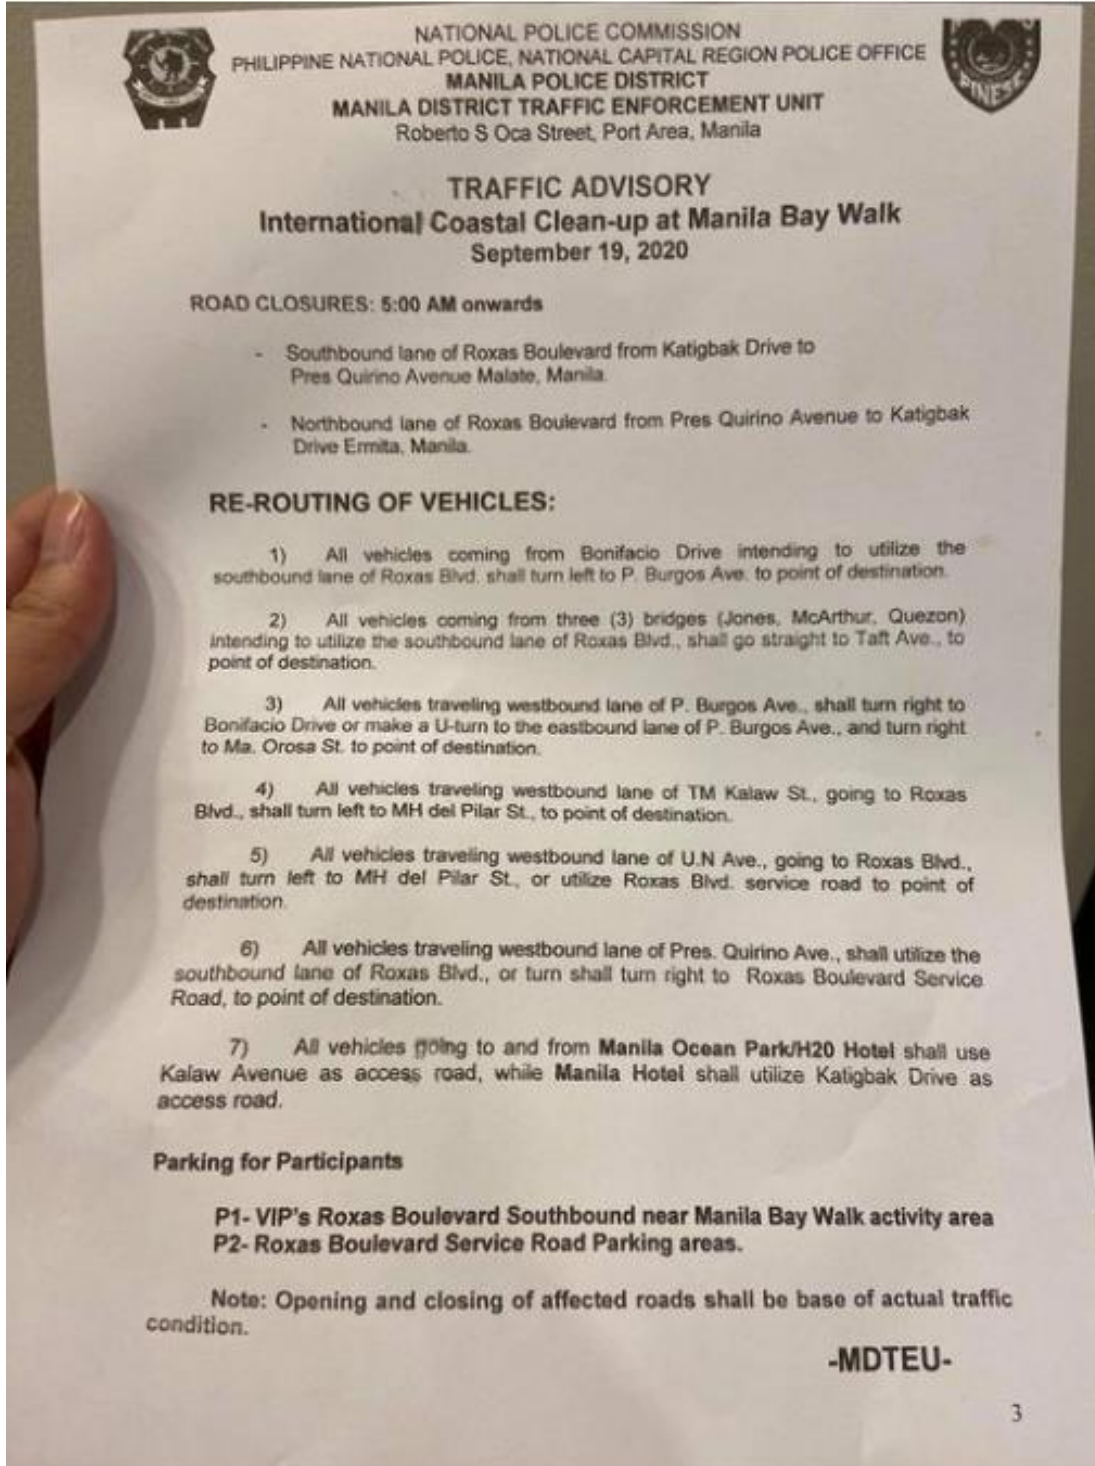 NATIONAL POLICE COMMISSION
PHILIPPINE NATIONAL POLICE, NATIONAL CAPITAL REGION POLICE OFFICE
MANILA POLICE DISTRICT
MANILA DISTRICT TRAFFIC ENFORCEMENT UNIT
Roberto S Oca Street, Port Area, Manila
PINES
TRAFFIC ADVISORY
International Coastal Clean-up at Manila Bay Walk
September 19, 2020
ROAD CLOSURES: 5:00 AM onwards
- Southbound lane of Roxas Boulevard from Katigbak Drive to
Pres Quirino Avenue Malate, Manila.
- Northbound lane of Roxas Boulevard from Pres Quirino Avenue to Katigbak
Drive Ermita, Manila.
RE-ROUTING OF VEHICLES:
1) All vehicles coming from Bonifacio Drive intending to utilize the
southbound lane of Roxas Blvd. shall turn left to P. Burgos Ave. to point of destination.
2) All vehicles coming from three (3) bridges (Jones, McArthur, Quezon)
intending to utilize the southbound lane of Roxas Blvd., shall go straight to Taft Ave., to
point of destination.
3) All vehicles traveling westbound lane of P. Burgos Ave., shall turn right to
Bonifacio Drive or make a U-turn to the eastbound lane of P. Burgos Ave., and turn right
to Ma. Orosa St. to point of destination.
4) All vehicles traveling westbound lane of TM Kalaw St., going to Roxas
Blvd., shall turn left to MH del Pilar St., to point of destination.
5) All vehicles traveling westbound lane of U.N Ave., going to Roxas Blvd.,
shall turn left to MH del Pilar St., or utilize Roxas Blvd. service road to point of
destination.
6) All vehicles traveling westbound lane of Pres. Quirino Ave., shall utilize the
southbound lane of Roxas Blvd., or turn shall turn right to Roxas Boulevard Service
Road, to point of destination.
7) All vehicles going to and from Manila Ocean Park/H20 Hotel shall use
Kalaw Avenue as access road, while Manila Hotel shall utilize Katigbak Drive as
access road.
Parking for Participants
P1- VIP's Roxas Boulevard Southbound near Manila Bay Walk activity area
P2- Roxas Boulevard Service Road Parking areas.
Note: Opening and closing of affected roads shall be base of actual traffic
condition.
-MDTEU-
3